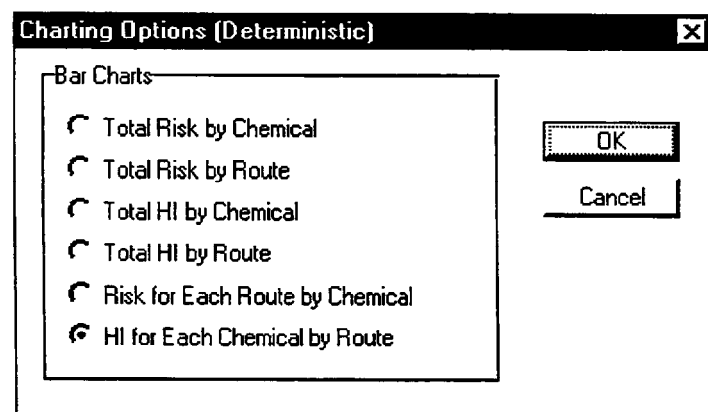 Charting Options (Deterministic)
Bar Charts
Total Risk by Chemical
Total Risk by Route
Total HI by Chemical
Total HI by Route
Risk for Each Route by Chemical
HI for Each Chemical by Route
OK
Cancel